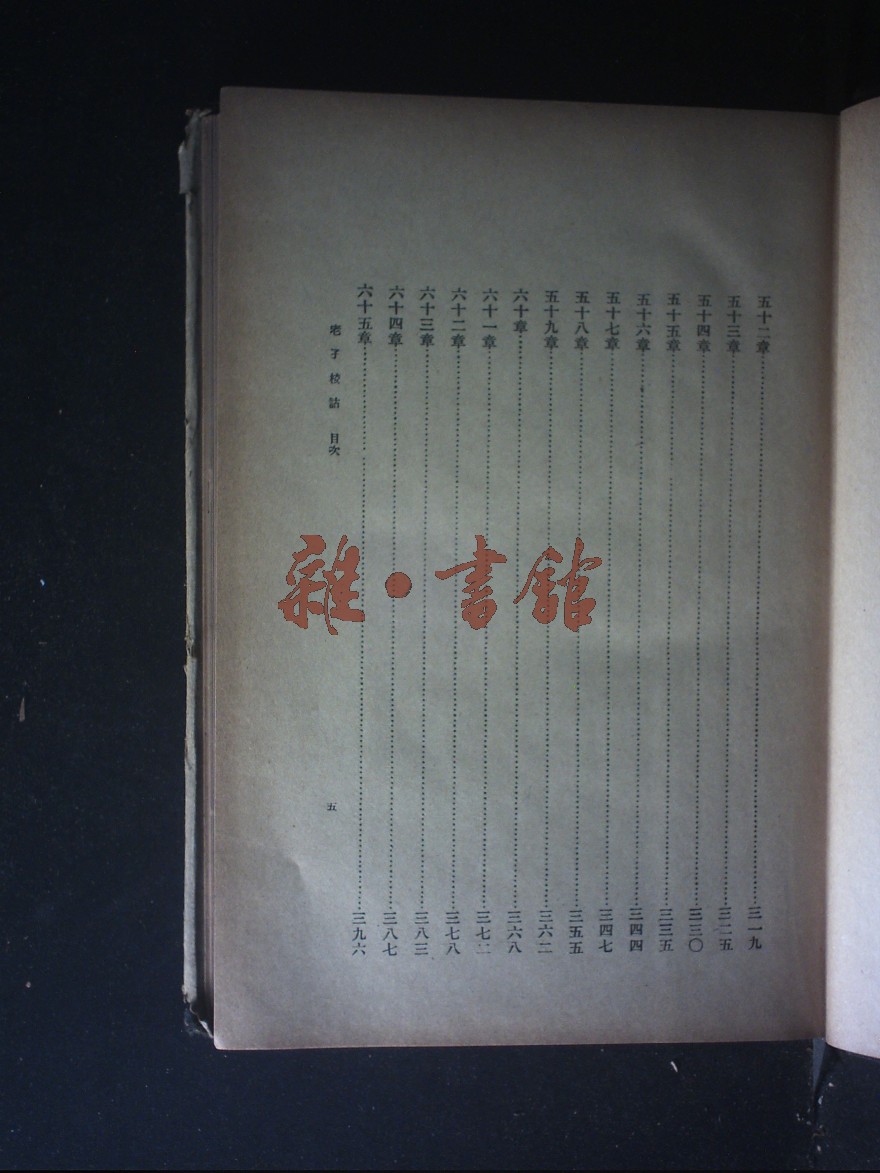 五十二章……三一九
五十三章……三二五
五十四章……三三〇
五十五章……三三五
五十六章……三四四
五十七章……三四七
五十八章……三五五
五十九章……三六二
六十章……三六八
六十一章……三七二
六十二章……三七八
六十三章……三八三
六十四章……三八七
六十五章……三九六
老子校詁 目次
五
雜·書館